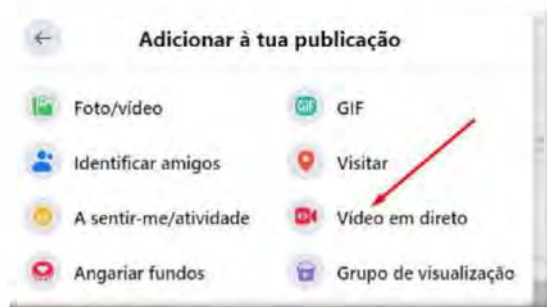 Adicionar à tua publicação
Foto/vídeo
GIF
Identificar amigos
Visitar
A sentir-me/atividade
Vídeo em direto
Angariar fundos
Grupo de visualização